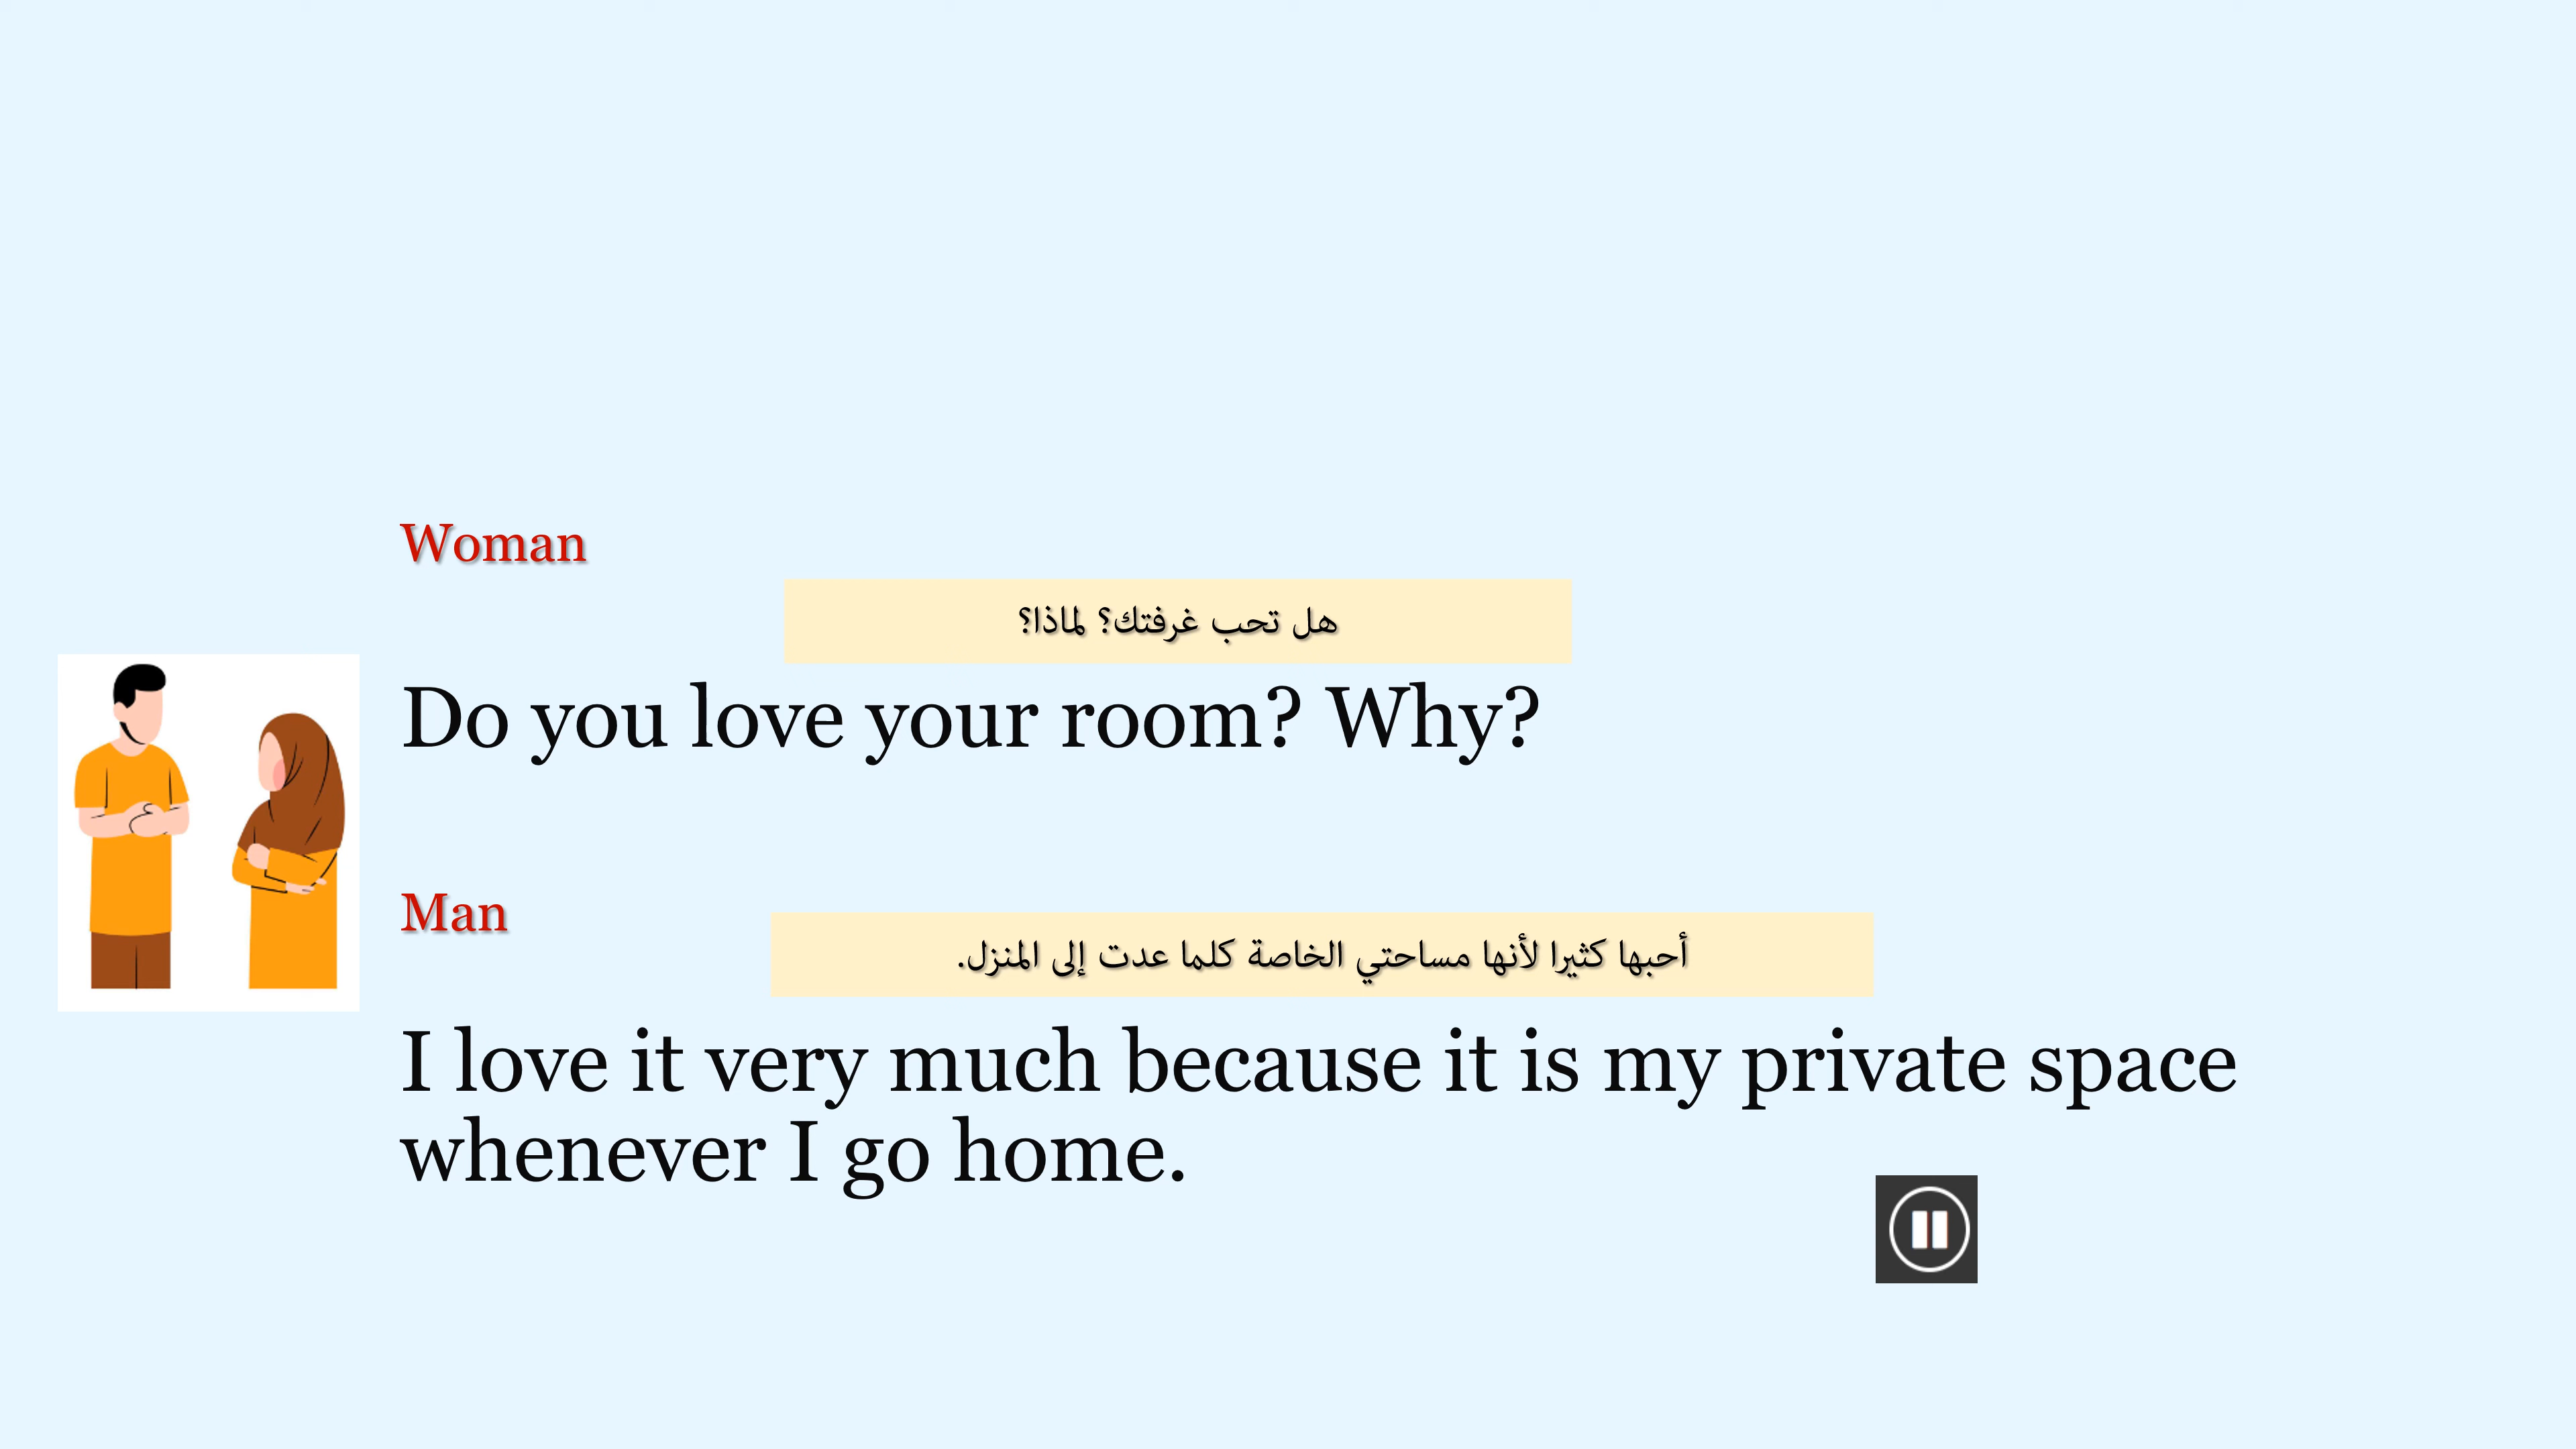 Woman
هل تحب غرفتك؟ لماذا؟
Do you love your room? Why?
Man
أحبها كثيرا لأنها مساحتي الخاصة كلما عدت إلى المنزل.
I love it very much because it is my private space
whenever I go home.